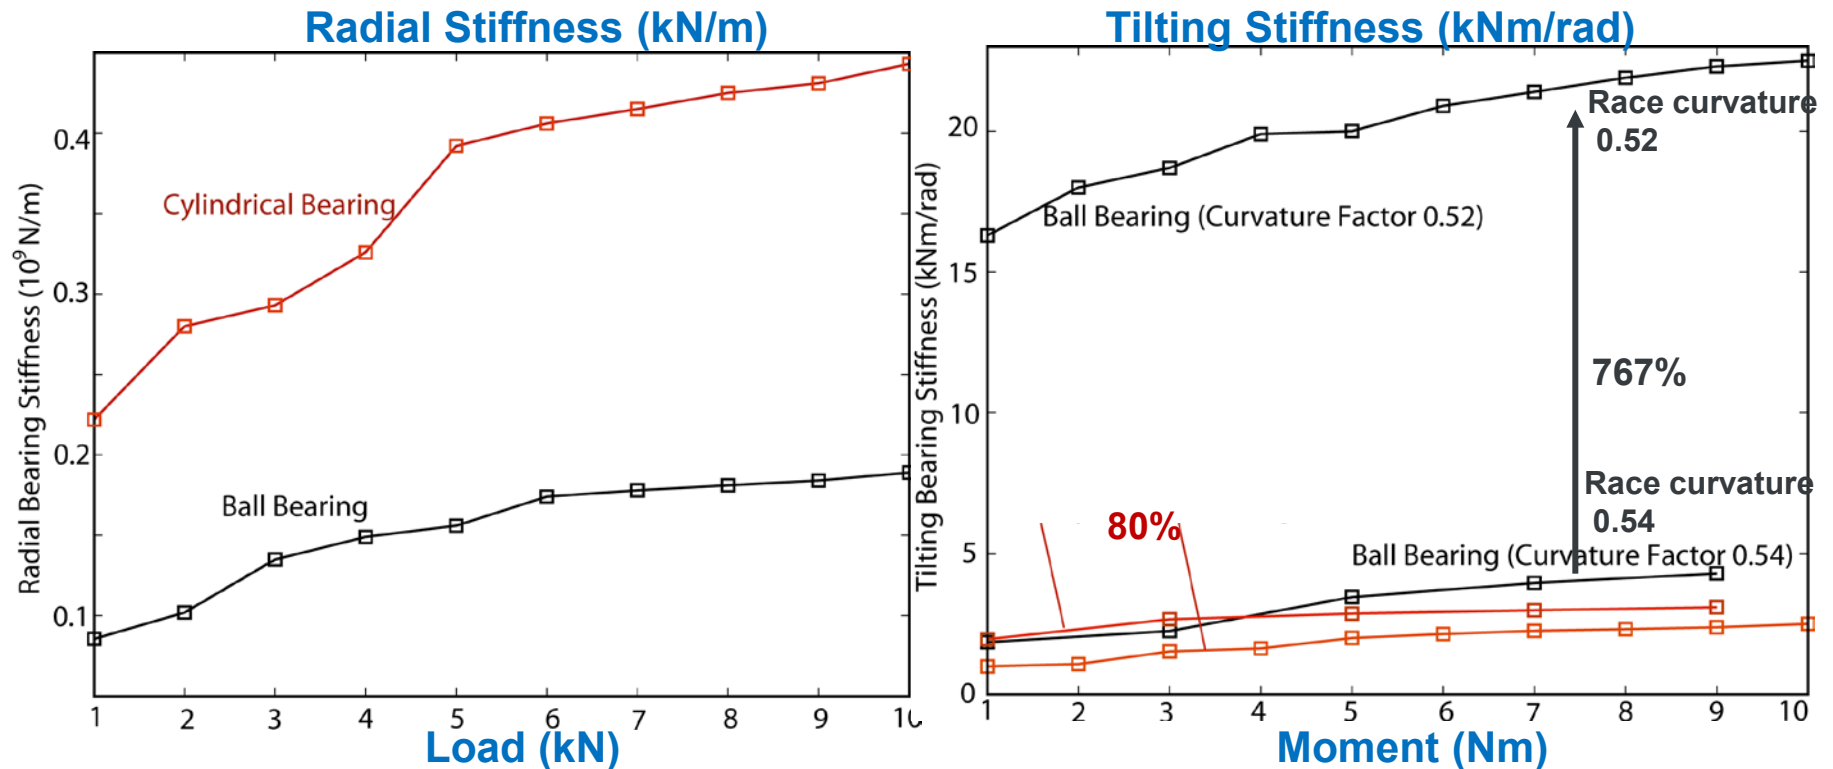 Radial Stiffness (kN/m)
Radial Bearing Stiffness (10⁹ N/m)
0.4
0.3
0.2
0.1
Cylindrical Bearing
Ball Bearing
1 2 3 4 5 6 7 8 9 10
Load (kN)
Tilting Stiffness (kNm/rad)
Tilting Bearing Stiffness (kNm/rad)
20
15
10
5
0
Race curvature
0.52
Ball Bearing (Curvature Factor 0.52)
767%
Race curvature
0.54
80%
Ball Bearing (Curvature Factor 0.54)
1 2 3 4 5 6 7 8 9 10
Moment (Nm)